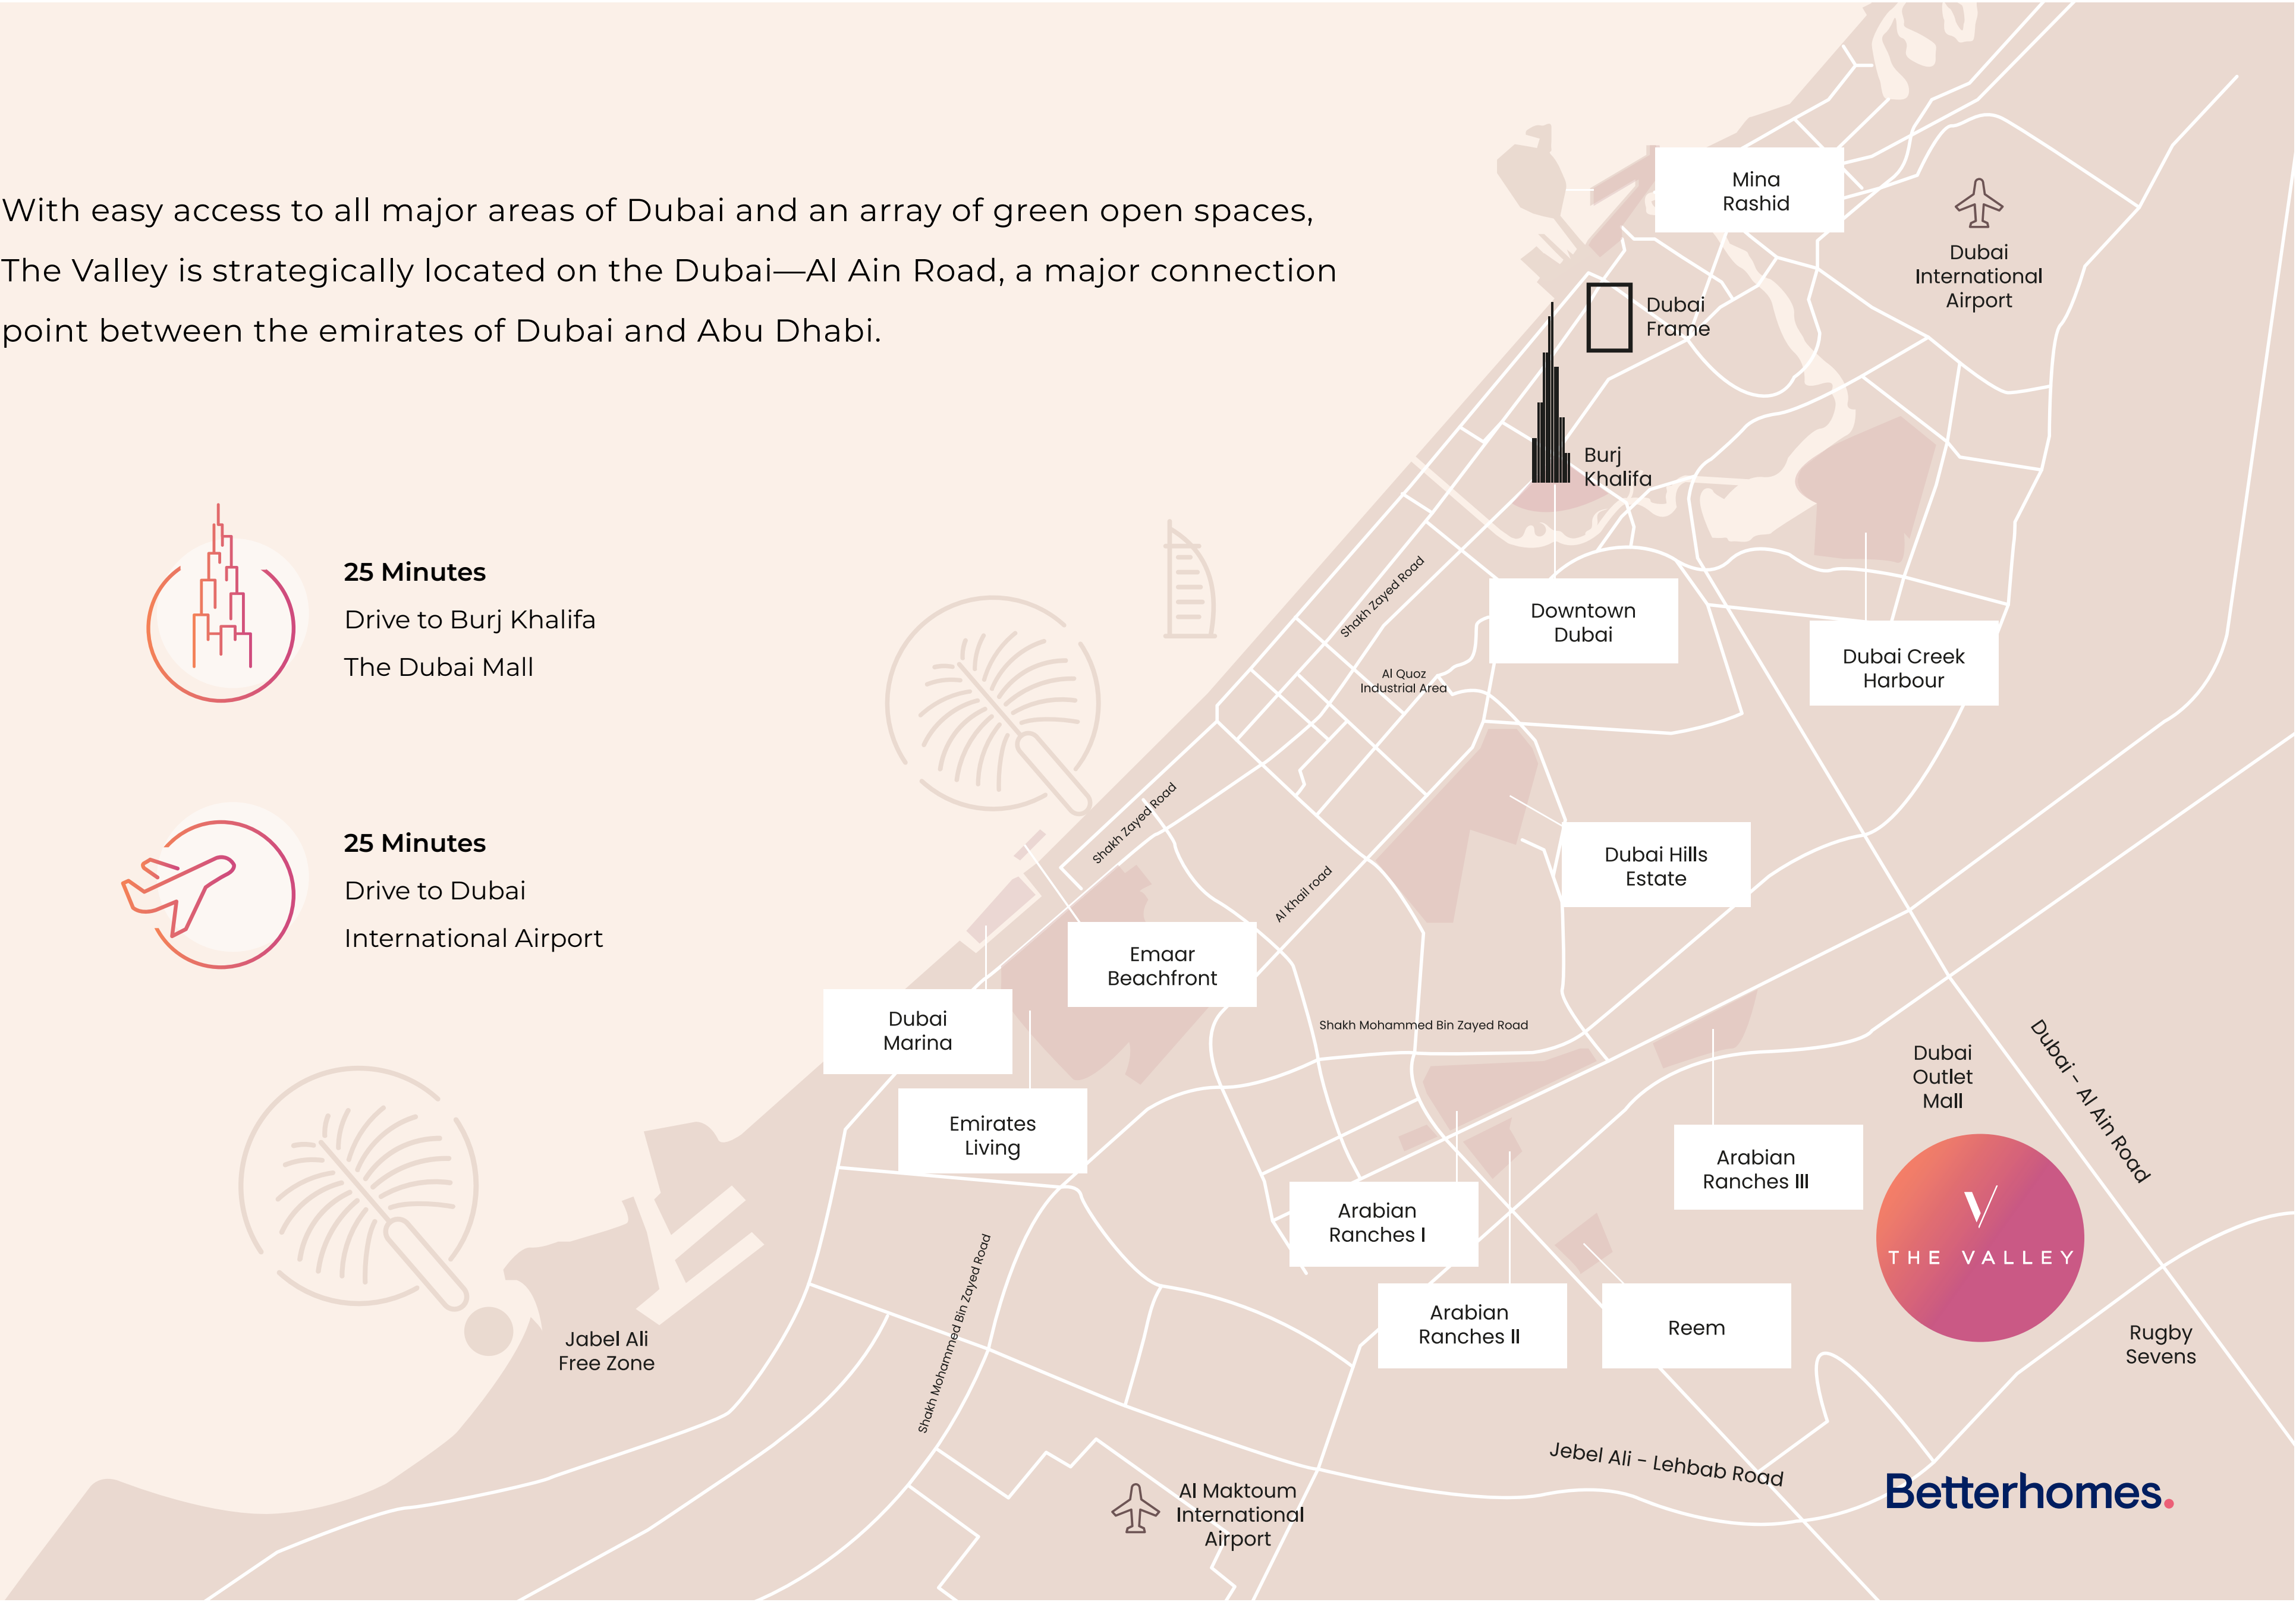 With easy access to all major areas of Dubai and an array of green open spaces,
The Valley is strategically located on the Dubai—Al Ain Road, a major connection
point between the emirates of Dubai and Abu Dhabi.
25 Minutes
Drive to Burj Khalifa
The Dubai Mall
25 Minutes
Drive to Dubai
International Airport
Mina
Rashid
Dubai
International
Airport
Dubai
Frame
Burj
Khalifa
Shakh Zayed Road
Downtown
Dubai
Dubai Creek
Harbour
Al Quoz
Industrial Area
Shakh Zayed Road
Al Khail road
Dubai Hills
Estate
Emaar
Beachfront
Dubai
Marina
Shakh Mohammed Bin Zayed Road
Emirates
Living
Dubai
Outlet
Mall
Dubai - Al Ain Road
Arabian
Ranches III
Arabian
Ranches I
THE VALLEY
Arabian
Ranches II
Reem
Rugby
Sevens
Jabel Ali
Free Zone
Shakh Mohammed Bin Zayed Road
Jebel Ali - Lehbab Road
Al Maktoum
International
Airport
Betterhomes.